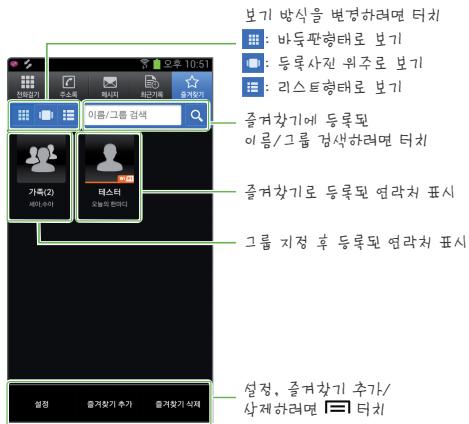 보기 방식을 변경하려면 터치
: 바둑판형태로 보기
: 등록사진 위주로 보기
: 리스트형태로 보기
오후 10:51
전화걸기 주소록 메시지 최근기록 즐겨찾기
이름/그룹 검색
즐겨찾기에 등록된
이름/그룹 검색하려면 터치
가족(2)
세아,수아
테스터
오늘의 한마디
즐겨찾기로 등록된 연락처 표시
그룹 지정 후 등록된 연락처 표시
설정 즐겨찾기 추가 즐겨찾기 삭제
설정, 즐겨찾기 추가/
삭제하려면 터치